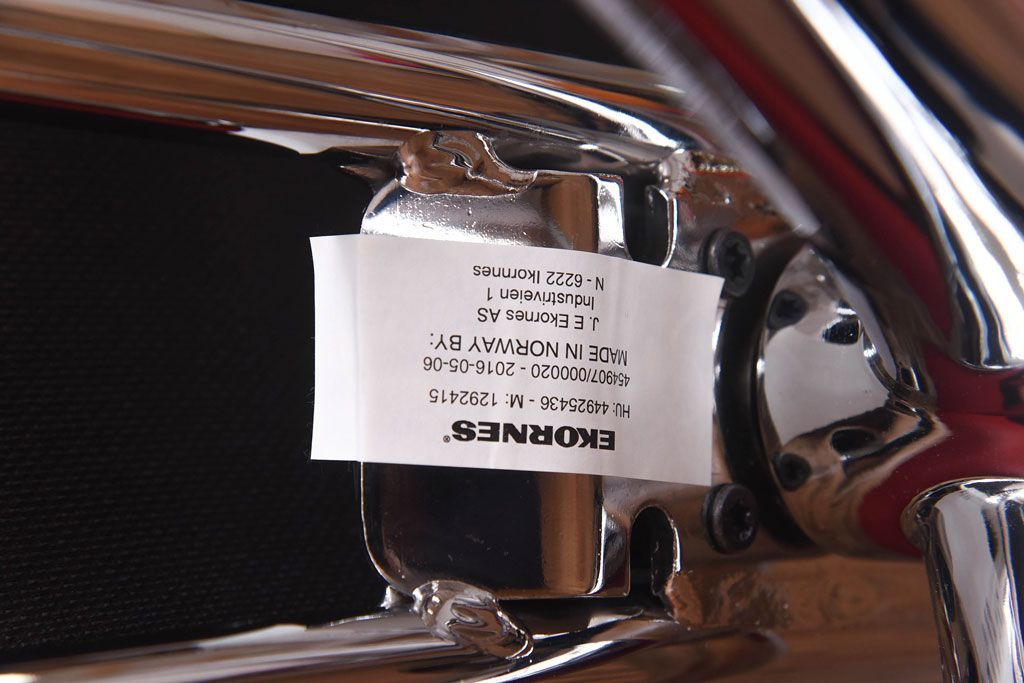 EKORNES®
HU: 44925436 - M: 1292415
454907/000020 - 2016-05-06
MADE IN NORWAY BY:
J. E Ekornes AS
Industriveien 1
N - 6222 Ikornnes